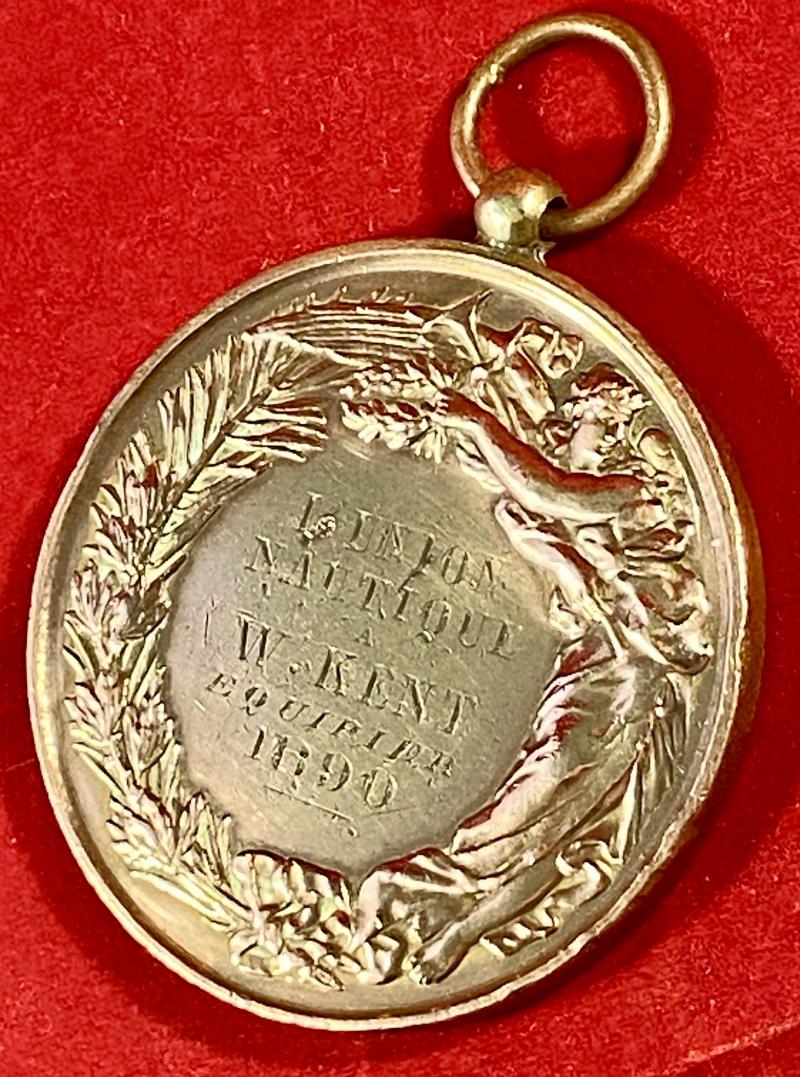 L'UNION
NAUTIQUE
A
W. KENT
EQUIPIER
1890